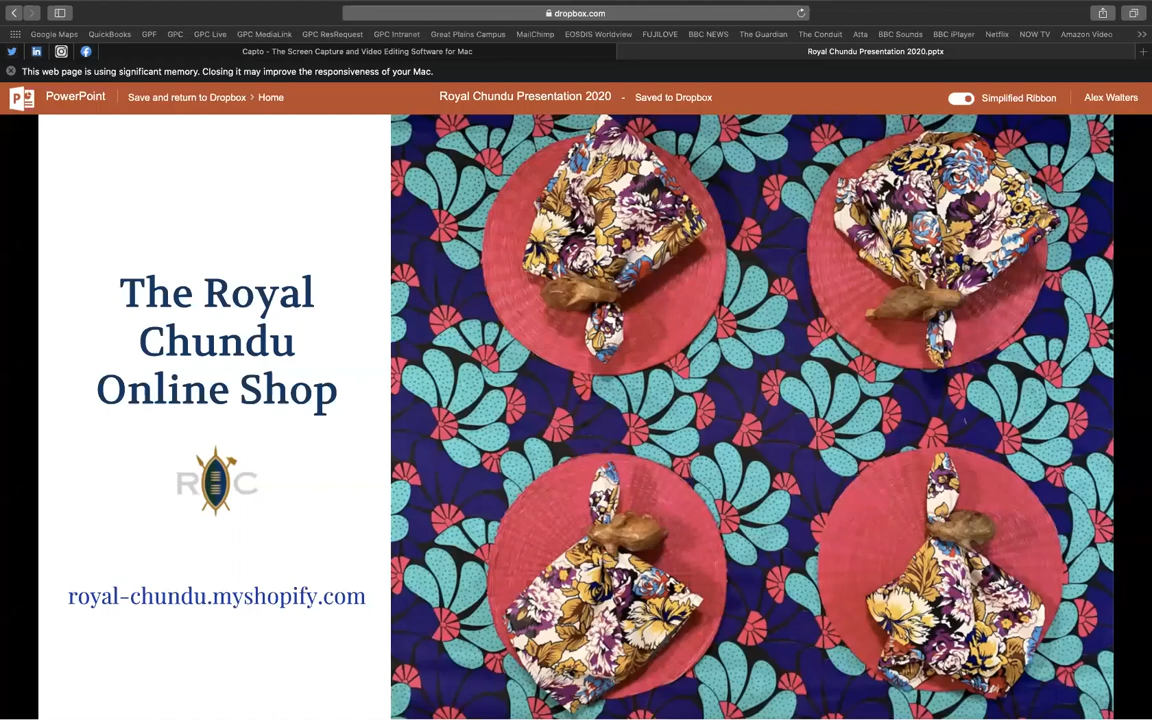 dropbox.com
Google Maps QuickBooks GPF GPC GPC Live GPC MediaLink GPC ResRequest GPC Intranet Great Plains Campus MailChimp EOSDIS Worldview FUJILOVE BBC NEWS The Guardian The Conduit Atta BBC Sounds BBC iPlayer Netflix NOW TV Amazon Video
Capto - The Screen Capture and Video Editing Software for Mac Royal Chundu Presentation 2020.pptx
This web page is using significant memory. Closing it may improve the responsiveness of your Mac.
PowerPoint Save and return to Dropbox > Home Royal Chundu Presentation 2020 - Saved to Dropbox Simplified Ribbon Alex Walters
The Royal
Chundu
Online Shop
R C
royal-chundu.myshopify.com